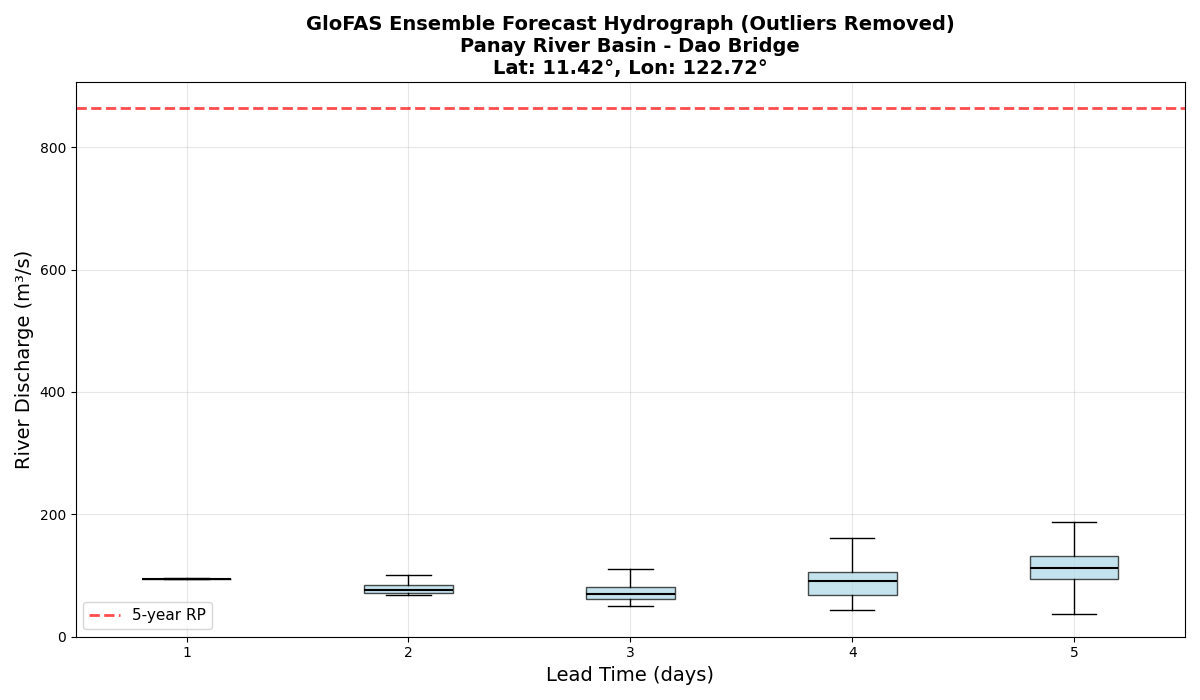 GloFAS Ensemble Forecast Hydrograph (Outliers Removed)
Panay River Basin - Dao Bridge
Lat: 11.42°, Lon: 122.72°
River Discharge (m³/s)
800
600
400
200
0
5-year RP
1
2
3
4
5
Lead Time (days)